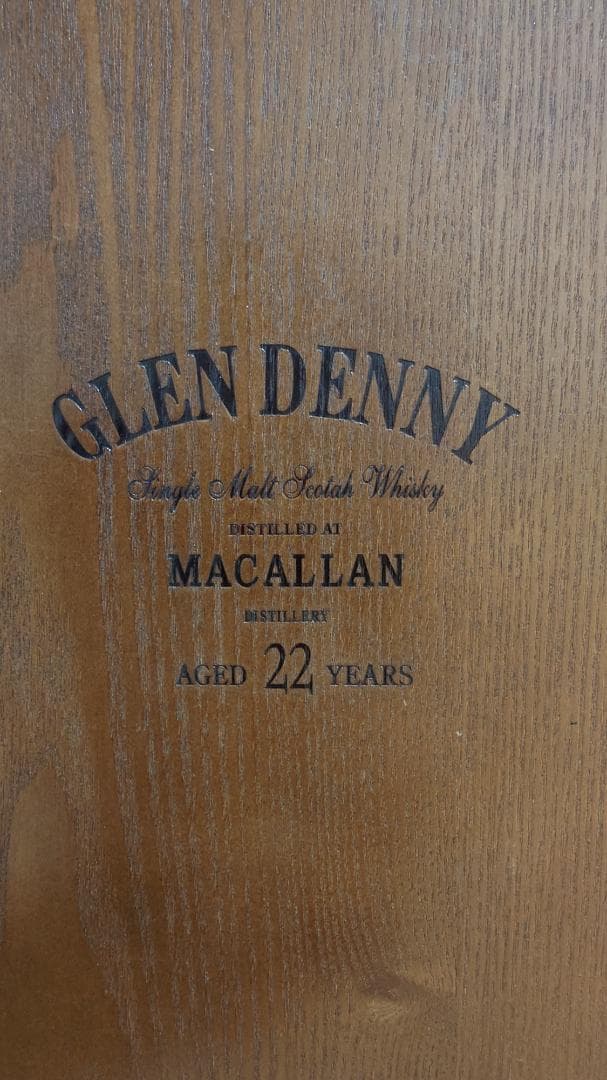 GLEN DENNY
Single Malt Scotch Whisky
DISTILLED AT
MACALLAN
DISTILLERY
AGED 22 YEARS